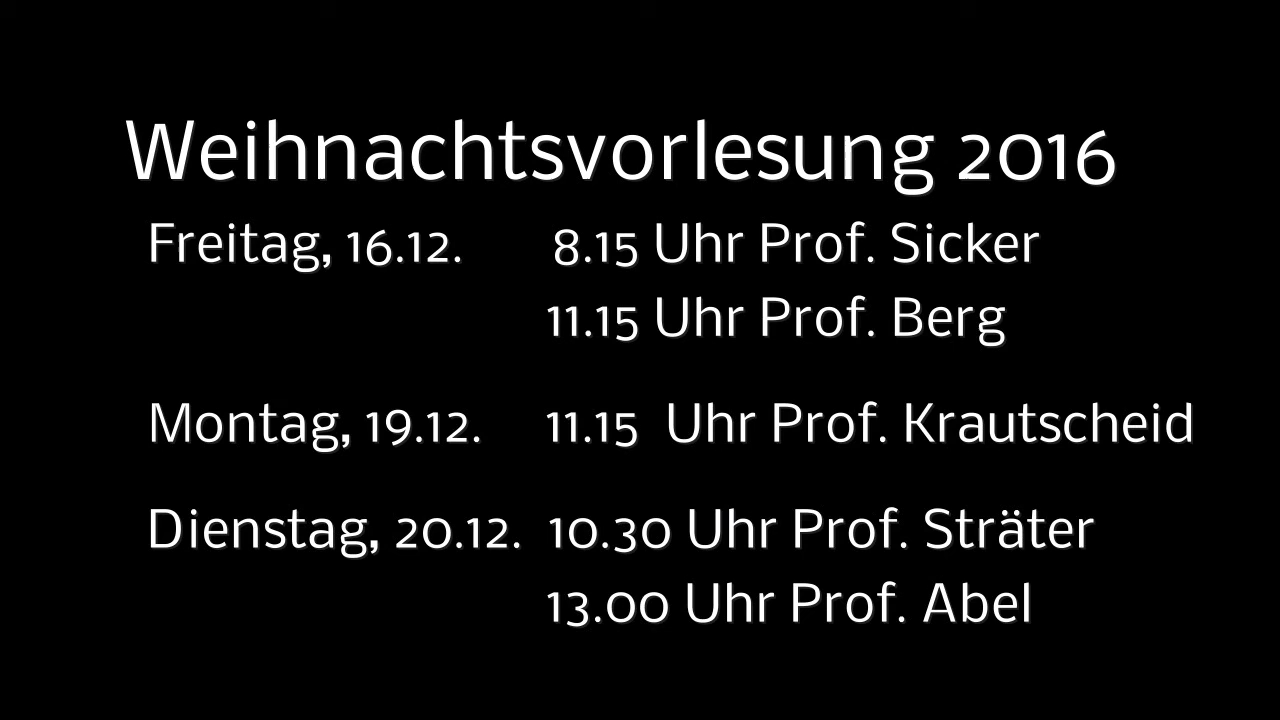 Weihnachtsvorlesung 2016
Freitag, 16.12. 8.15 Uhr Prof. Sicker
11.15 Uhr Prof. Berg
Montag, 19.12. 11.15 Uhr Prof. Krautscheid
Dienstag, 20.12. 10.30 Uhr Prof. Sträter
13.00 Uhr Prof. Abel